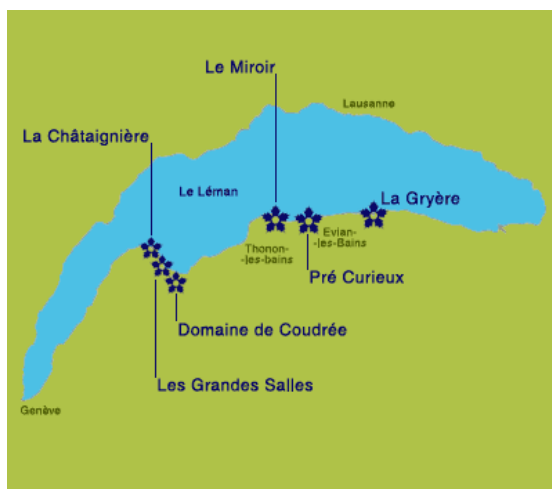 Le Miroir
Lausanne
La Châtaignière
Le Léman
La Gryère
Thonon-
-les-bains
Evian-
-les-Bains
Pré Curieux
Domaine de Coudrée
Les Grandes Salles
Genève